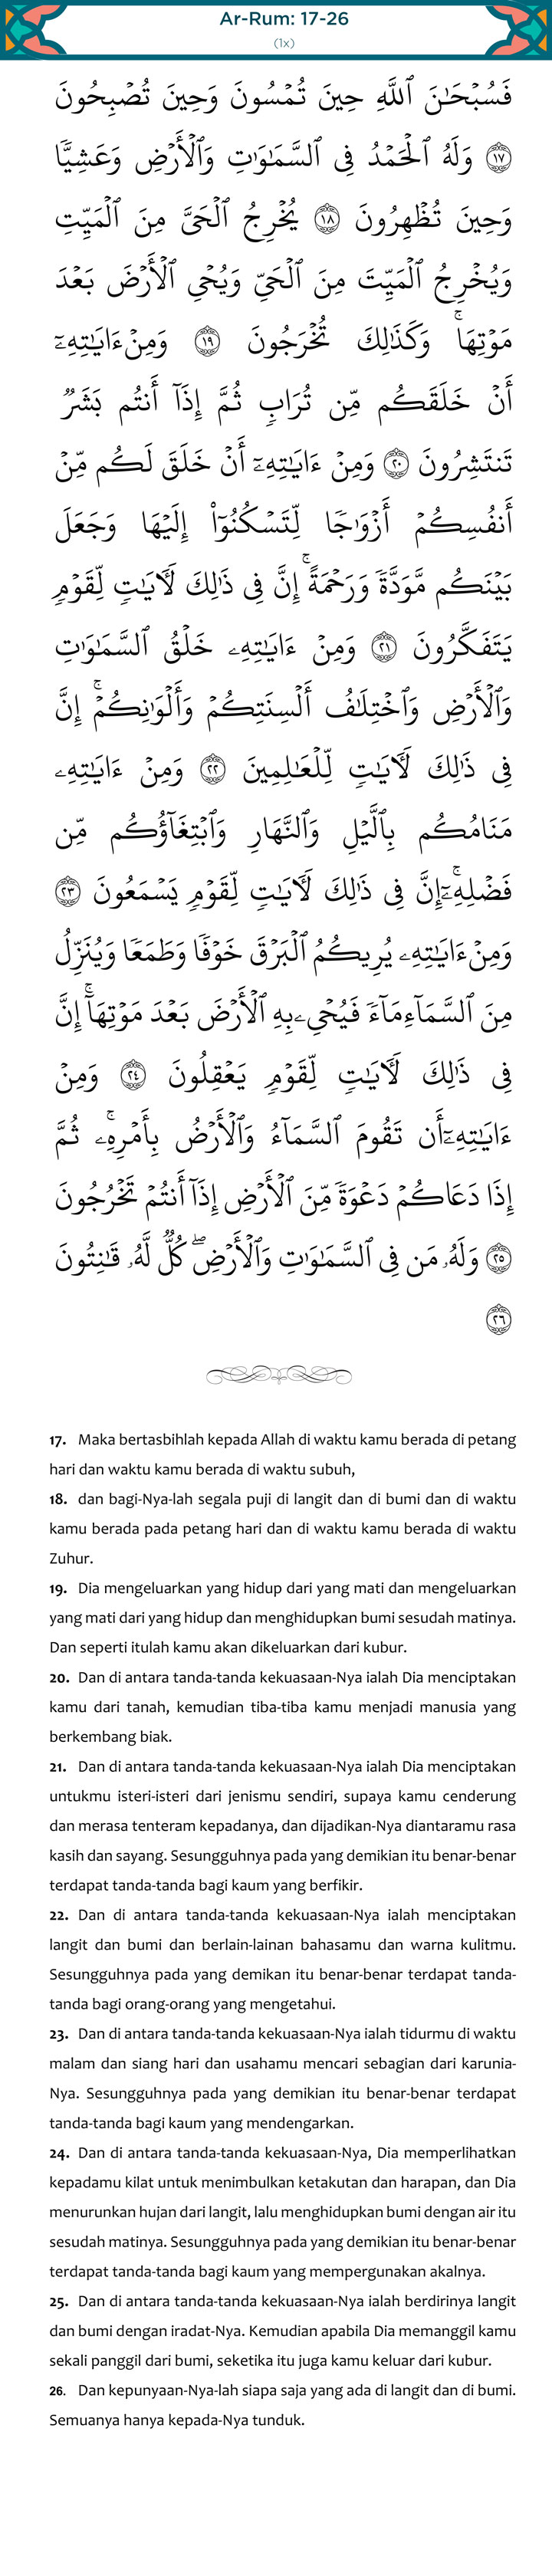 Ar-Rum: 17-26
(1x)
فَسُبْحَـٰنَ ٱللَّهِ حِينَ تُمْسُونَ وَحِينَ تُصْبِحُونَ
١٧ وَلَهُ ٱلْحَمْدُ فِى ٱلسَّمَـٰوَٰتِ وَٱلْأَرْضِ وَعَشِيًّا
وَحِينَ تُظْهِرُونَ ١٨ يُخْرِجُ ٱلْحَىَّ مِنَ ٱلْمَيِّتِ
وَيُخْرِجُ ٱلْمَيِّتَ مِنَ ٱلْحَىِّ وَيُحْىِ ٱلْأَرْضَ بَعْدَ
مَوْتِهَا ۚ وَكَذَٰلِكَ تُخْرَجُونَ ١٩ وَمِنْ ءَايَـٰتِهِۦٓ
أَنْ خَلَقَكُم مِّن تُرَابٍ ثُمَّ إِذَآ أَنتُم بَشَرٌ
تَنتَشِرُونَ ٢٠ وَمِنْ ءَايَـٰتِهِۦٓ أَنْ خَلَقَ لَكُم مِّنْ
أَنفُسِكُمْ أَزْوَٰجًا لِّتَسْكُنُوٓا۟ إِلَيْهَا وَجَعَلَ
بَيْنَكُم مَّوَدَّةً وَرَحْمَةً ۚ إِنَّ فِى ذَٰلِكَ لَـَٔايَـٰتٍ لِّقَوْمٍ
يَتَفَكَّرُونَ ٢١ وَمِنْ ءَايَـٰتِهِۦ خَلْقُ ٱلسَّمَـٰوَٰتِ
وَٱلْأَرْضِ وَٱخْتِلَـٰفُ أَلْسِنَتِكُمْ وَأَلْوَٰنِكُمْ ۚ إِنَّ
فِى ذَٰلِكَ لَـَٔايَـٰتٍ لِّلْعَـٰلِمِينَ ٢٢ وَمِنْ ءَايَـٰتِهِۦ
مَنَامُكُم بِٱلَّيْلِ وَٱلنَّهَارِ وَٱبْتِغَآؤُكُم مِّن
فَضْلِهِۦٓ ۚ إِنَّ فِى ذَٰلِكَ لَـَٔايَـٰتٍ لِّقَوْمٍ يَسْمَعُونَ ٢٣
وَمِنْ ءَايَـٰتِهِۦ يُرِيكُمُ ٱلْبَرْقَ خَوْفًا وَطَمَعًا وَيُنَزِّلُ
مِنَ ٱلسَّمَآءِ مَآءً فَيُحْىِۦ بِهِ ٱلْأَرْضَ بَعْدَ مَوْتِهَآ ۚ إِنَّ
فِى ذَٰلِكَ لَـَٔايَـٰتٍ لِّقَوْمٍ يَعْقِلُونَ ٢٤ وَمِنْ
ءَايَـٰتِهِۦٓ أَن تَقُومَ ٱلسَّمَآءُ وَٱلْأَرْضُ بِأَمْرِهِۦ ۚ ثُمَّ
إِذَا دَعَاكُمْ دَعْوَةً مِّنَ ٱلْأَرْضِ إِذَآ أَنتُمْ تَخْرُجُونَ
٢٥ وَلَهُۥ مَن فِى ٱلسَّمَـٰوَٰتِ وَٱلْأَرْضِ ۖ كُلٌّ لَّهُۥ قَـٰنِتُونَ
٢٦
17. Maka bertasbihlah kepada Allah di waktu kamu berada di petang
hari dan waktu kamu berada di waktu subuh,
18. dan bagi-Nya-lah segala puji di langit dan di bumi dan di waktu
kamu berada pada petang hari dan di waktu kamu berada di waktu
Zuhur.
19. Dia mengeluarkan yang hidup dari yang mati dan mengeluarkan
yang mati dari yang hidup dan menghidupkan bumi sesudah matinya.
Dan seperti itulah kamu akan dikeluarkan dari kubur.
20. Dan di antara tanda-tanda kekuasaan-Nya ialah Dia menciptakan
kamu dari tanah, kemudian tiba-tiba kamu menjadi manusia yang
berkembang biak.
21. Dan di antara tanda-tanda kekuasaan-Nya ialah Dia menciptakan
untukmu isteri-isteri dari jenismu sendiri, supaya kamu cenderung
dan merasa tenteram kepadanya, dan dijadikan-Nya diantaramu rasa
kasih dan sayang. Sesungguhnya pada yang demikian itu benar-benar
terdapat tanda-tanda bagi kaum yang berfikir.
22. Dan di antara tanda-tanda kekuasaan-Nya ialah menciptakan
langit dan bumi dan berlain-lainan bahasamu dan warna kulitmu.
Sesungguhnya pada yang demikan itu benar-benar terdapat tanda-
tanda bagi orang-orang yang mengetahui.
23. Dan di antara tanda-tanda kekuasaan-Nya ialah tidurmu di waktu
malam dan siang hari dan usahamu mencari sebagian dari karunia-
Nya. Sesungguhnya pada yang demikian itu benar-benar terdapat
tanda-tanda bagi kaum yang mendengarkan.
24. Dan di antara tanda-tanda kekuasaan-Nya, Dia memperlihatkan
kepadamu kilat untuk menimbulkan ketakutan dan harapan, dan Dia
menurunkan hujan dari langit, lalu menghidupkan bumi dengan air itu
sesudah matinya. Sesungguhnya pada yang demikian itu benar-benar
terdapat tanda-tanda bagi kaum yang mempergunakan akalnya.
25. Dan di antara tanda-tanda kekuasaan-Nya ialah berdirinya langit
dan bumi dengan iradat-Nya. Kemudian apabila Dia memanggil kamu
sekali panggil dari bumi, seketika itu juga kamu keluar dari kubur.
26. Dan kepunyaan-Nya-lah siapa saja yang ada di langit dan di bumi.
Semuanya hanya kepada-Nya tunduk.